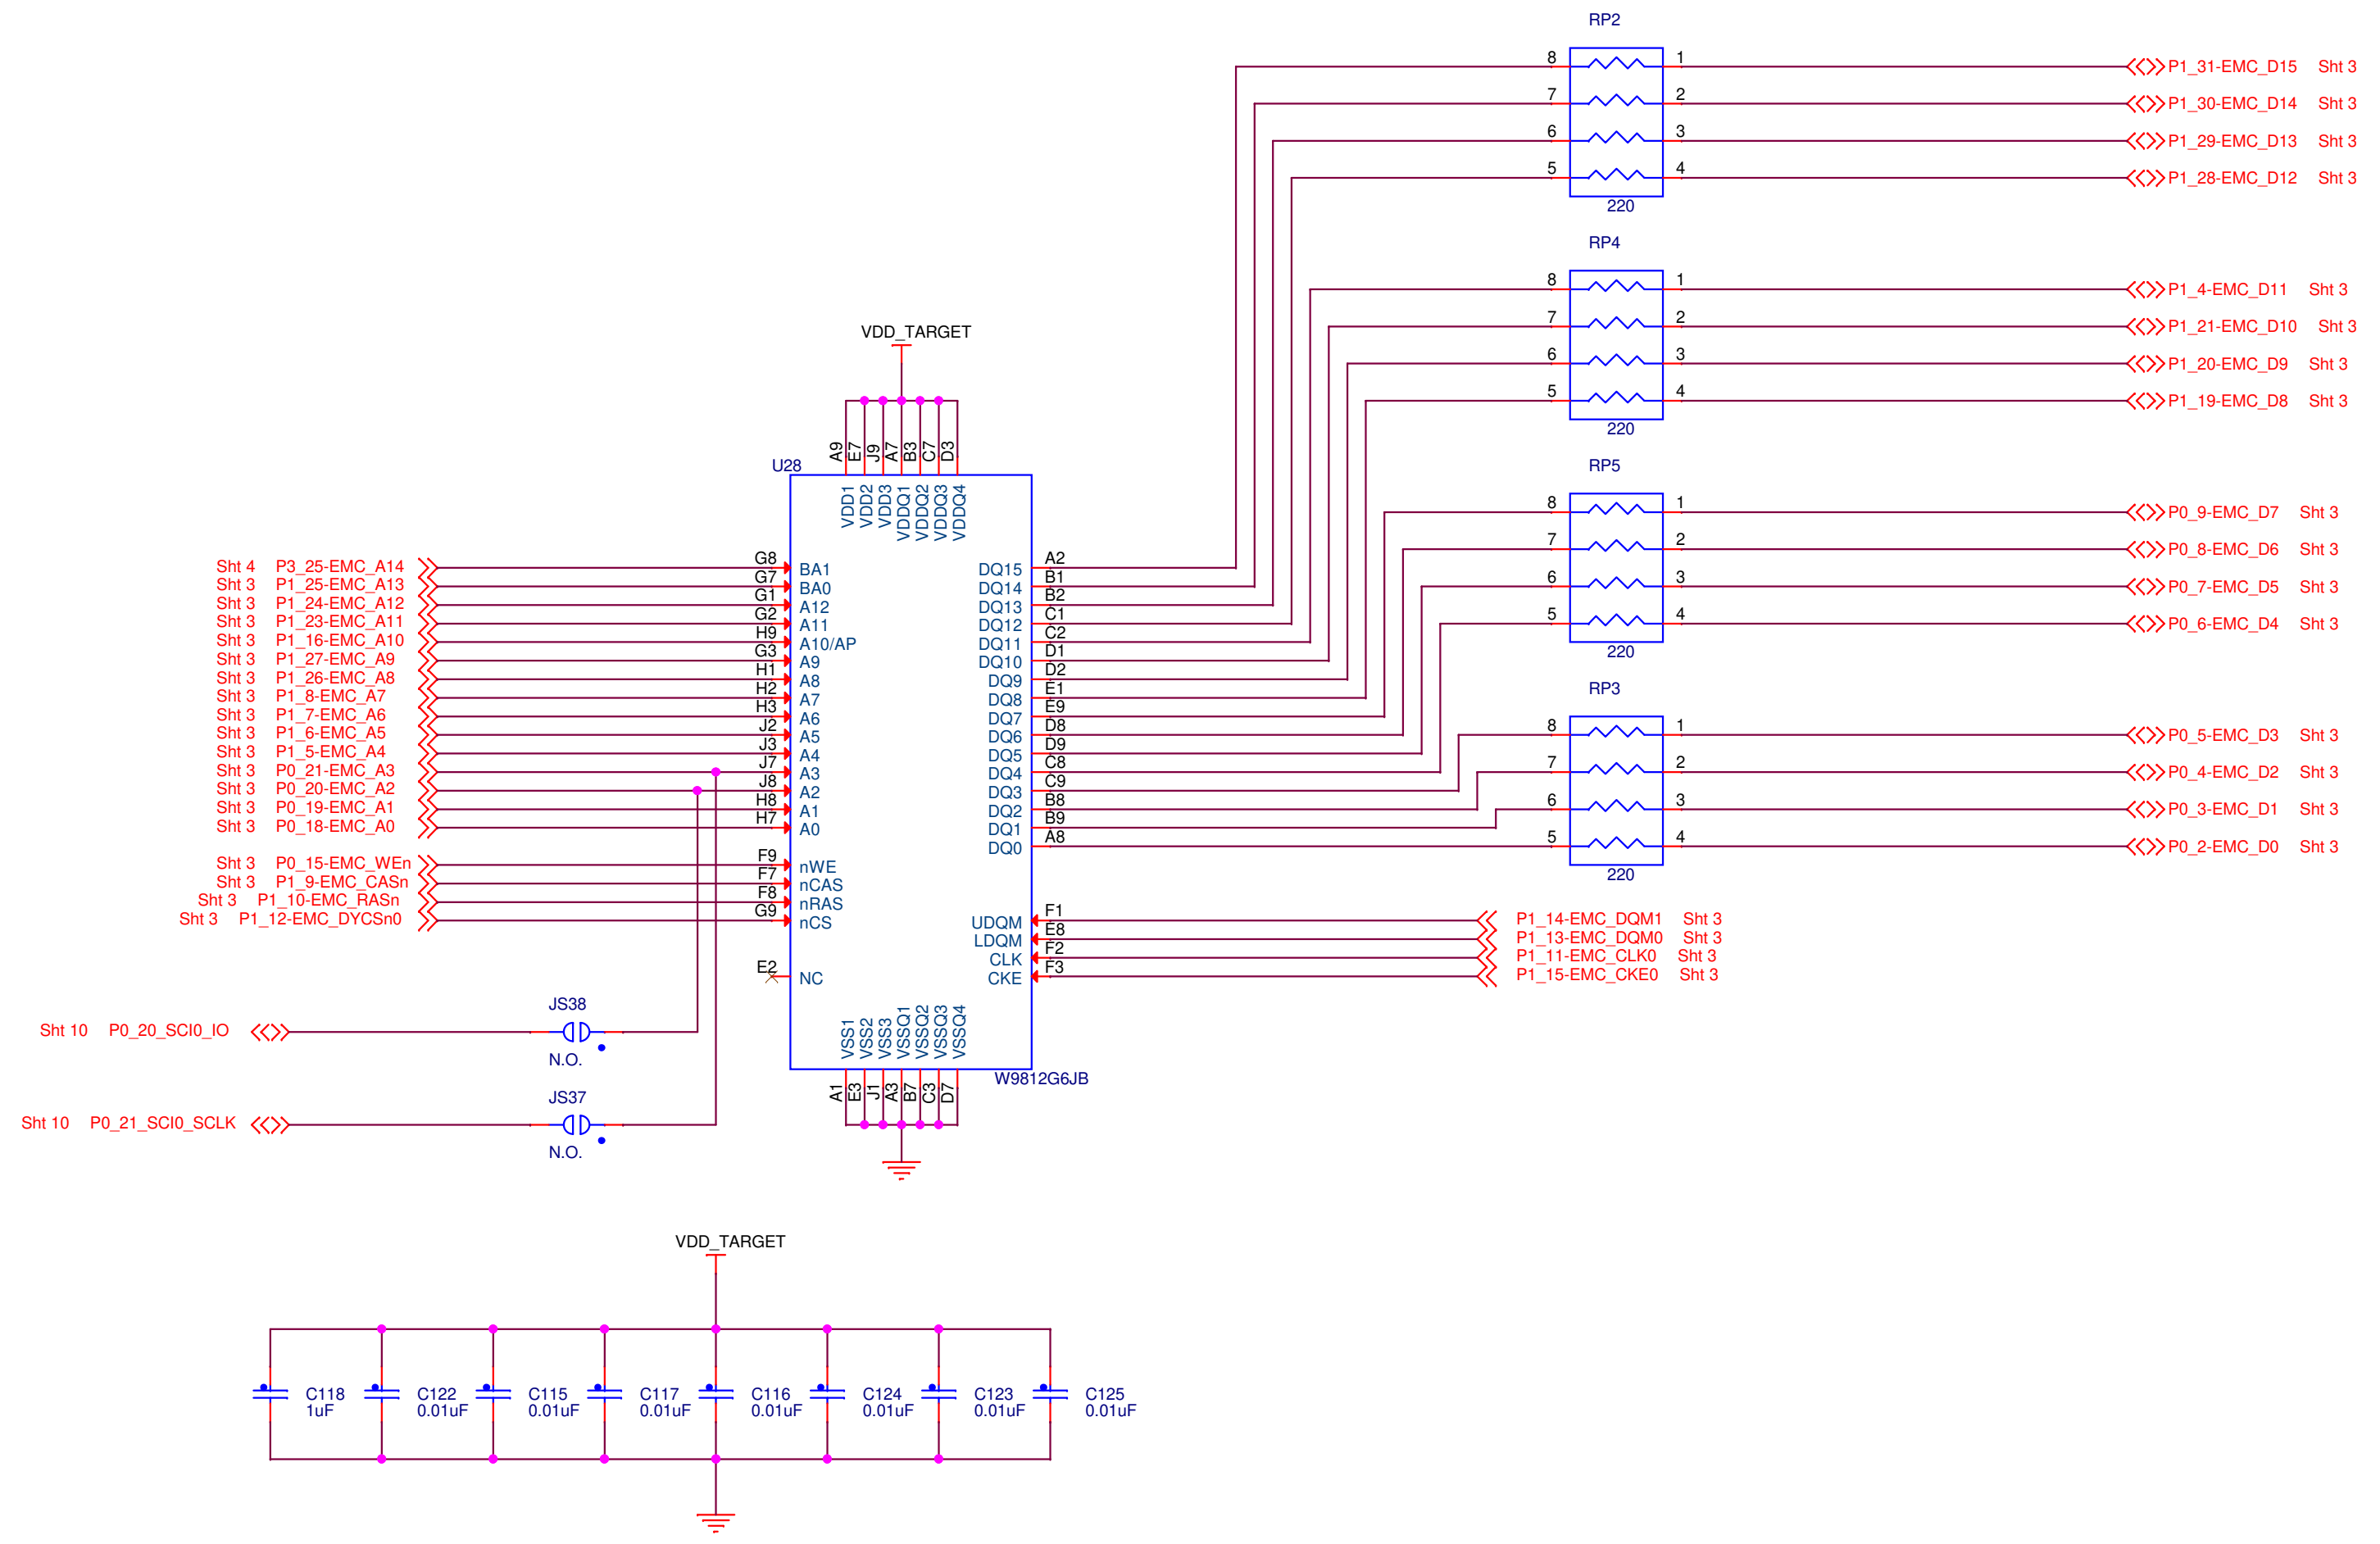 RP2
8 1 P1_31-EMC_D15 Sht 3
7 2 P1_30-EMC_D14 Sht 3
6 3 P1_29-EMC_D13 Sht 3
5 4 P1_28-EMC_D12 Sht 3
220
RP4
8 1 P1_4-EMC_D11 Sht 3
7 2 P1_21-EMC_D10 Sht 3
6 3 P1_20-EMC_D9 Sht 3
5 4 P1_19-EMC_D8 Sht 3
220
RP5
8 1 P0_9-EMC_D7 Sht 3
7 2 P0_8-EMC_D6 Sht 3
6 3 P0_7-EMC_D5 Sht 3
5 4 P0_6-EMC_D4 Sht 3
220
RP3
8 1 P0_5-EMC_D3 Sht 3
7 2 P0_4-EMC_D2 Sht 3
6 3 P0_3-EMC_D1 Sht 3
5 4 P0_2-EMC_D0 Sht 3
220
VDD_TARGET
A9 E7 J9 A7 B3 C7 D3
U28
VDD1 VDD2 VDD3 VDDQ1 VDDQ2 VDDQ3 VDDQ4
Sht 4 P3_25-EMC_A14 G8 BA1
Sht 3 P1_25-EMC_A13 G7 BA0
Sht 3 P1_24-EMC_A12 G1 A12
Sht 3 P1_23-EMC_A11 G2 A11
Sht 3 P1_16-EMC_A10 H9 A10/AP
Sht 3 P1_27-EMC_A9 G3 A9
Sht 3 P1_26-EMC_A8 H1 A8
Sht 3 P1_8-EMC_A7 H2 A7
Sht 3 P1_7-EMC_A6 H3 A6
Sht 3 P1_6-EMC_A5 J2 A5
Sht 3 P1_5-EMC_A4 J3 A4
Sht 3 P0_21-EMC_A3 J7 A3
Sht 3 P0_20-EMC_A2 J8 A2
Sht 3 P0_19-EMC_A1 H8 A1
Sht 3 P0_18-EMC_A0 H7 A0
Sht 3 P0_15-EMC_WEn F9 nWE
Sht 3 P1_9-EMC_CASn F7 nCAS
Sht 3 P1_10-EMC_RASn F8 nRAS
Sht 3 P1_12-EMC_DYCSn0 G9 nCS
E2 NC
DQ15 A2
DQ14 B1
DQ13 B2
DQ12 C1
DQ11 C2
DQ10 D1
DQ9 D2
DQ8 E1
DQ7 E9
DQ6 D8
DQ5 D9
DQ4 C8
DQ3 C9
DQ2 B8
DQ1 B9
DQ0 A8
UDQM F1 P1_14-EMC_DQM1 Sht 3
LDQM E8 P1_13-EMC_DQM0 Sht 3
CLK F2 P1_11-EMC_CLK0 Sht 3
CKE F3 P1_15-EMC_CKE0 Sht 3
VSS1 VSS2 VSS3 VSSQ1 VSSQ2 VSSQ3 VSSQ4
W9812G6JB
A1 E3 J1 A3 B7 C3 D7
JS38
Sht 10 P0_20_SCI0_IO
N.O.
JS37
Sht 10 P0_21_SCI0_SCLK
N.O.
VDD_TARGET
C118 C122 C115 C117 C116 C124 C123 C125
1uF 0.01uF 0.01uF 0.01uF 0.01uF 0.01uF 0.01uF 0.01uF